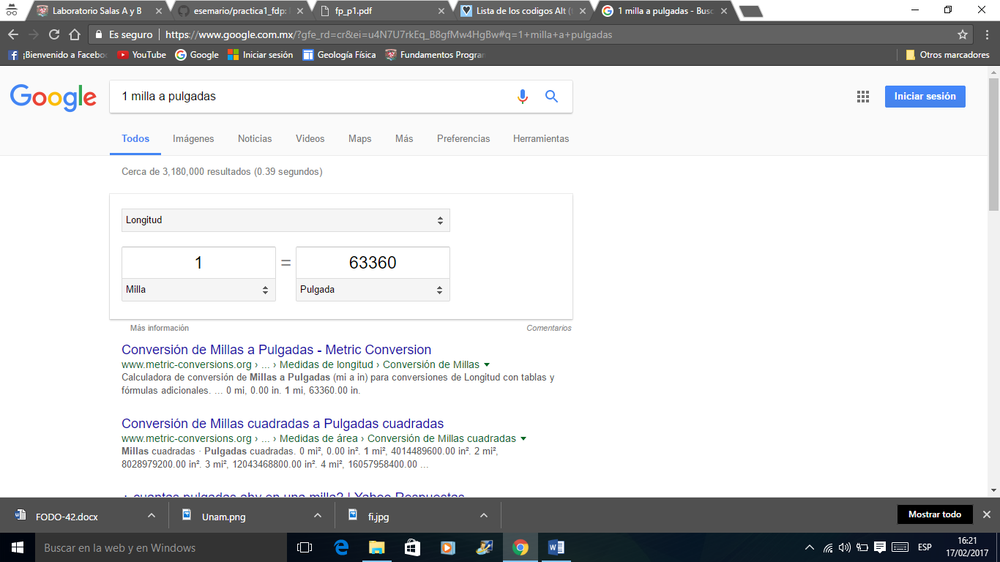 Laboratorio Salas A y B
esemario/practica1_fdp:
fp_p1.pdf
Lista de los codigos Alt (
1 milla a pulgadas - Busc
Es seguro
https://www.google.com.mx/?gfe_rd=cr&ei=u4N7U7rkEq_B8gfMw4HgBw#q=1+milla+a+pulgadas
¡Bienvenido a Facebo
YouTube
Google
Iniciar sesión
Geología Física
Fundamentos Program
Otros marcadores
Google
1 milla a pulgadas
Iniciar sesión
Todos
Imágenes
Noticias
Videos
Maps
Más
Preferencias
Herramientas
Cerca de 3,180,000 resultados (0.39 segundos)
Longitud
1 = 63360
Milla
Pulgada
Más información
Comentarios
Conversión de Millas a Pulgadas - Metric Conversion
www.metric-conversions.org › ... › Medidas de longitud › Conversión de Millas
Calculadora de conversión de Millas a Pulgadas (mi a in) para conversiones de Longitud con tablas y
fórmulas adicionales. ... 0 mi, 0.00 in. 1 mi, 63360.00 in.
Conversión de Millas cuadradas a Pulgadas cuadradas
www.metric-conversions.org › ... › Medidas de área › Conversión de Millas cuadradas
Millas cuadradas · Pulgadas cuadradas. 0 mi², 0.00 in². 1 mi², 4014489600.00 in². 2 mi²,
8028979200.00 in². 3 mi², 12043468800.00 in². 4 mi², 16057958400.00 ...
cuantas pulgadas ahy en una milla? | Yahoo Respuestas
FODO-42.docx
Unam.png
fi.jpg
Mostrar todo
Buscar en la web y en Windows
ESP
16:21
17/02/2017